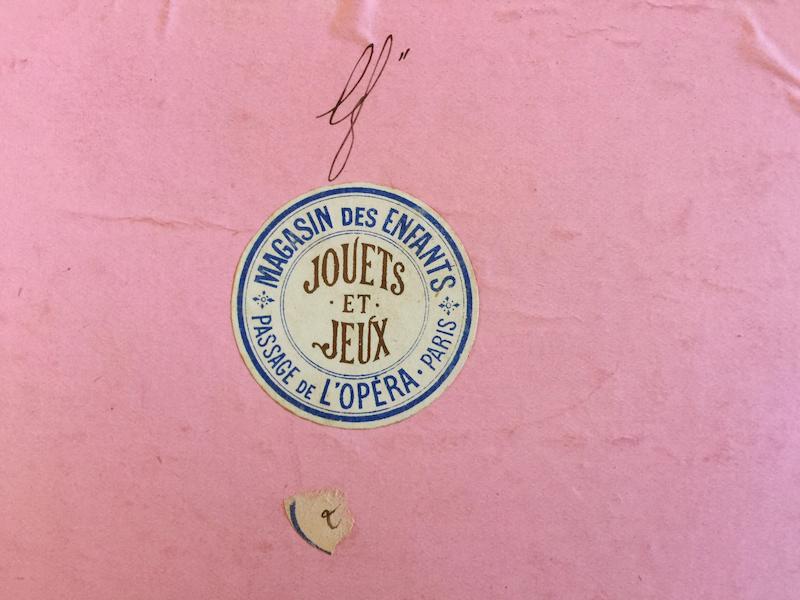 MAGASIN DES ENFANTS
JOUETS
· ET ·
JEUX
PASSAGE DE L'OPÉRA · PARIS